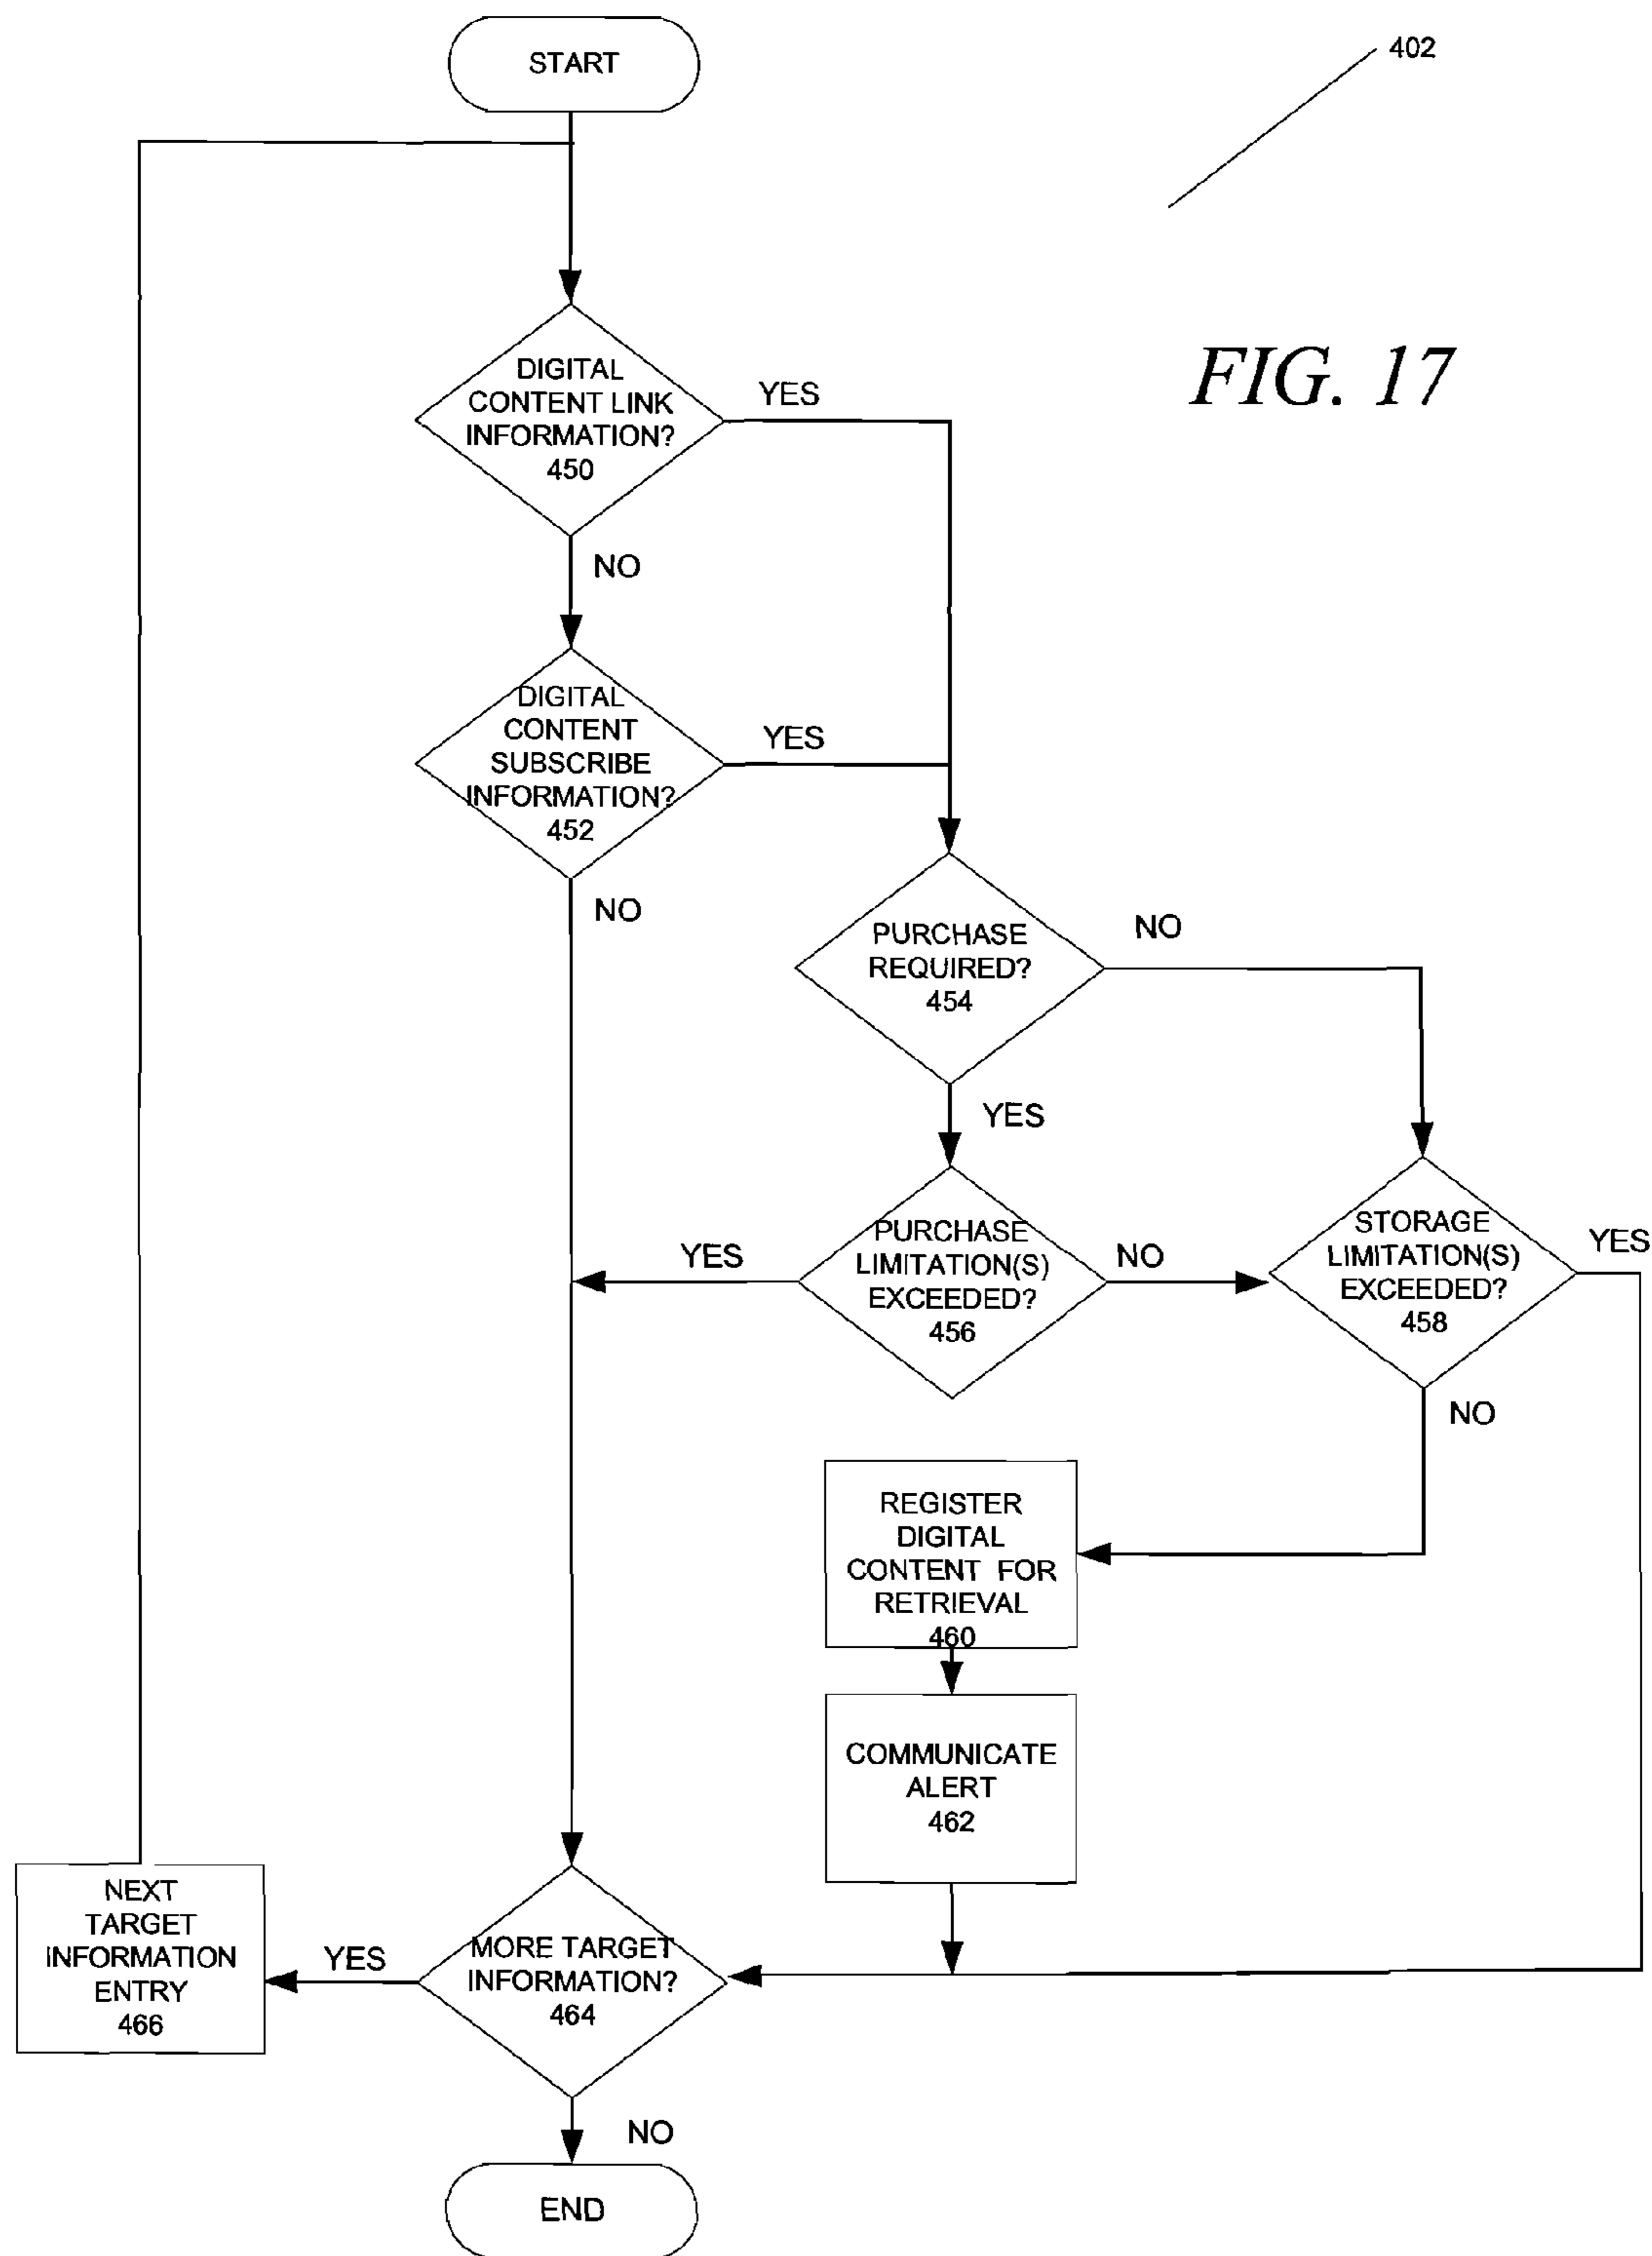 START
402
FIG. 17
DIGITAL
CONTENT LINK
INFORMATION?
450
YES
NO
DIGITAL
CONTENT
SUBSCRIBE
INFORMATION?
452
YES
NO
PURCHASE
REQUIRED?
454
NO
YES
PURCHASE
LIMITATION(S)
EXCEEDED?
456
YES
NO
STORAGE
LIMITATION(S)
EXCEEDED?
458
YES
NO
REGISTER
DIGITAL
CONTENT FOR
RETRIEVAL
460
COMMUNICATE
ALERT
462
NEXT
TARGET
INFORMATION
ENTRY
466
YES
MORE TARGET
INFORMATION?
464
NO
END